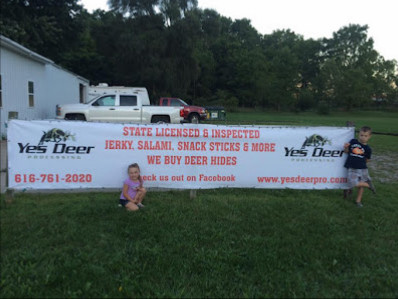 Yes Deer
PROCESSING
616-761-2020
STATE LICENSED & INSPECTED
JERKY, SALAMI, SNACK STICKS & MORE
WE BUY DEER HIDES
eck us out on Facebook
Yes Deer
PROCESSING
www.yesdeerpro.com